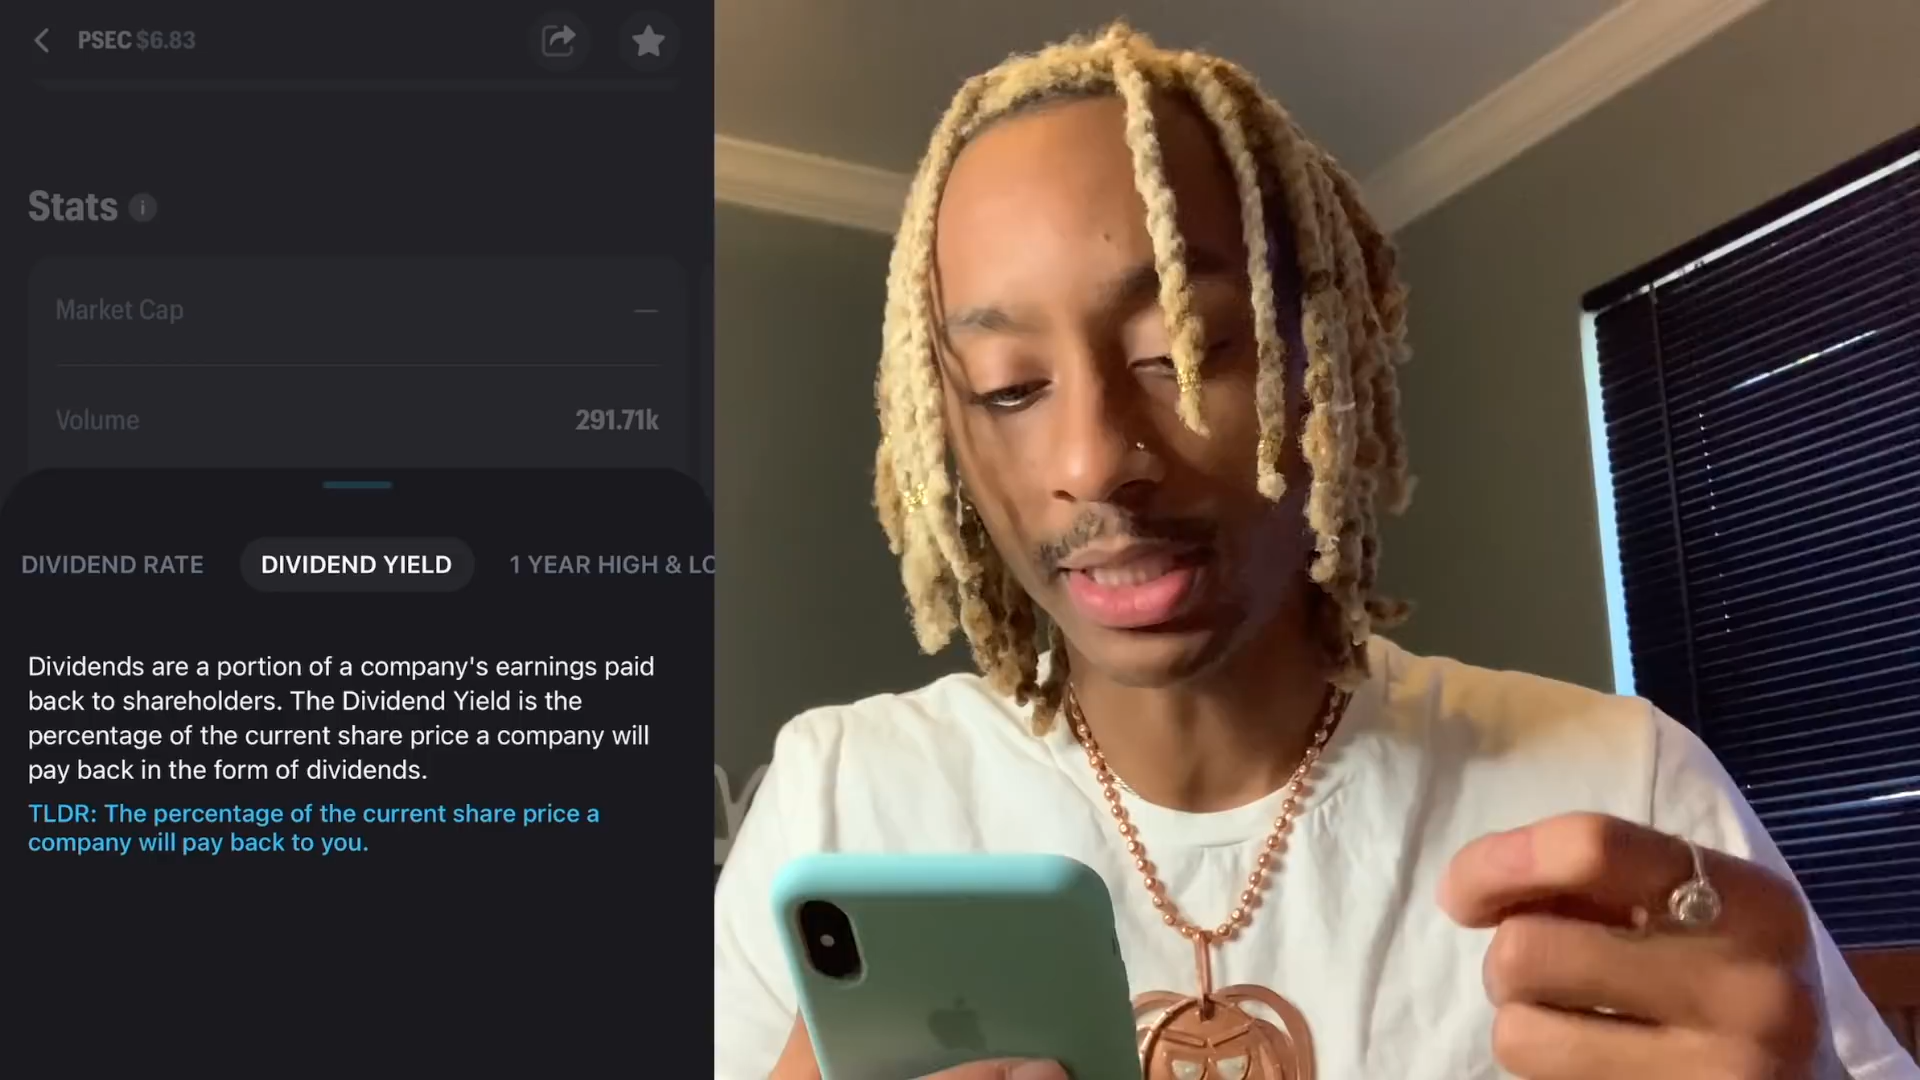 PSEC $6.83
Stats i
Market Cap —
Volume 291.71k
DIVIDEND RATE DIVIDEND YIELD 1 YEAR HIGH & LO
Dividends are a portion of a company's earnings paid
back to shareholders. The Dividend Yield is the
percentage of the current share price a company will
pay back in the form of dividends.
TLDR: The percentage of the current share price a
company will pay back to you.